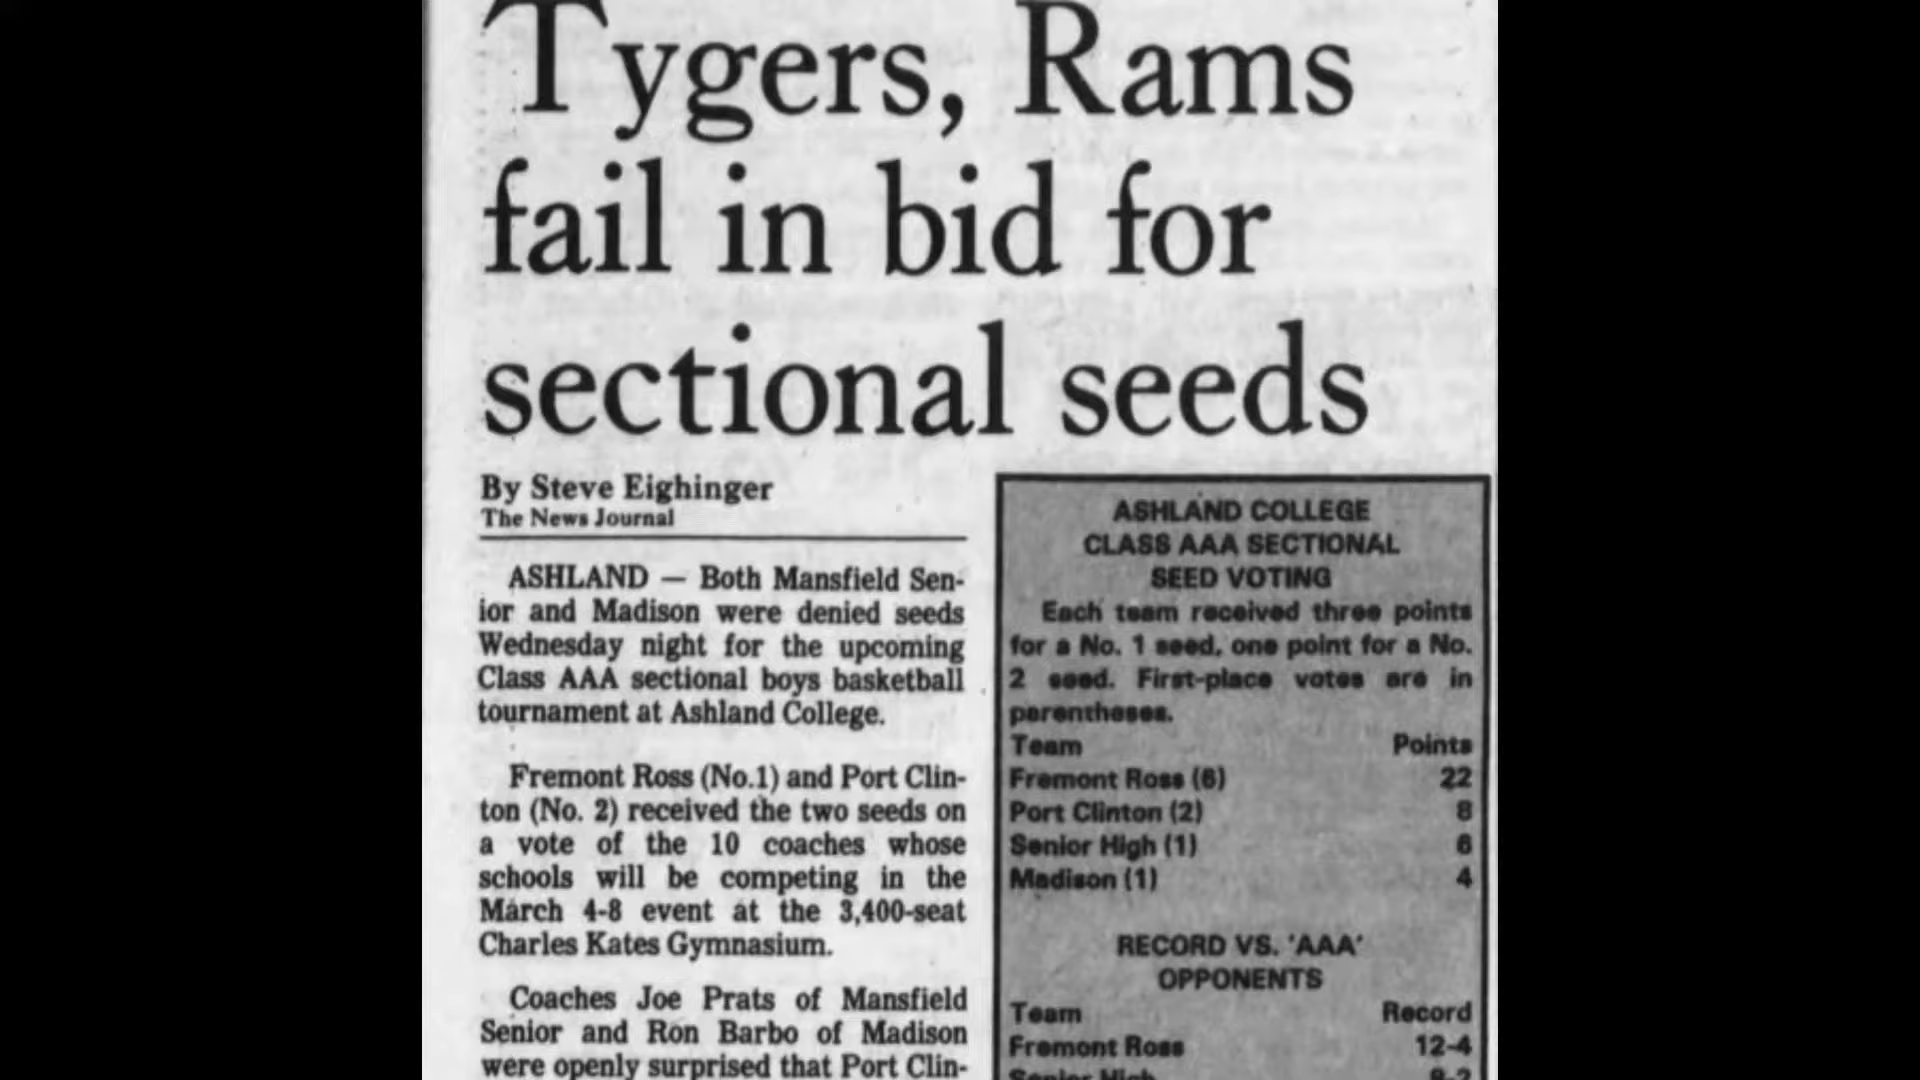 Tygers, Rams
fail in bid for
sectional seeds
By Steve Eighinger
The News Journal
ASHLAND — Both Mansfield Sen-
ior and Madison were denied seeds
Wednesday night for the upcoming
Class AAA sectional boys basketball
tournament at Ashland College.
Fremont Ross (No.1) and Port Clin-
ton (No. 2) received the two seeds on
a vote of the 10 coaches whose
schools will be competing in the
March 4-8 event at the 3,400-seat
Charles Kates Gymnasium.
Coaches Joe Prats of Mansfield
Senior and Ron Barbo of Madison
were openly surprised that Port Clin-
ASHLAND COLLEGE
CLASS AAA SECTIONAL
SEED VOTING
Each team received three points
for a No. 1 seed, one point for a No.
2 seed. First-place votes are in
parentheses.
Team Points
Fremont Ross (6) 22
Port Clinton (2) 8
Senior High (1) 6
Madison (1) 4
RECORD VS. 'AAA'
OPPONENTS
Team Record
Fremont Ross 12-4
Senior High